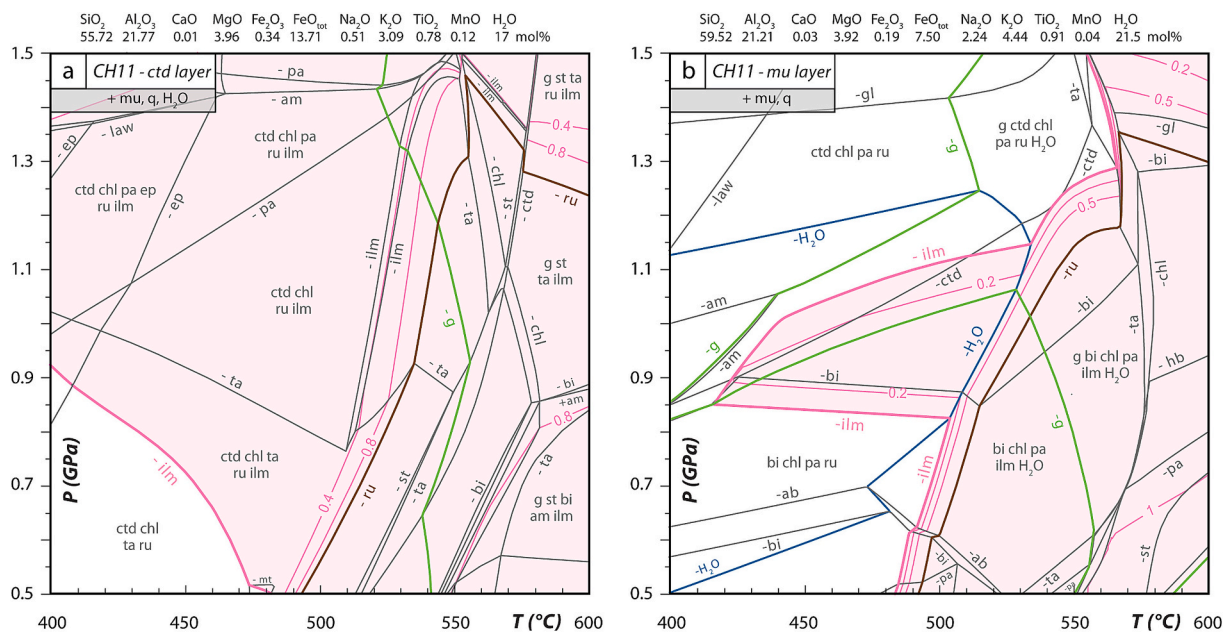 SiO2 Al2O3 CaO MgO Fe2O3 FeOtot Na2O K2O TiO2 MnO H2O
55.72 21.77 0.01 3.96 0.34 13.71 0.51 3.09 0.78 0.12 17 mol%
a CH11 - ctd layer
+ mu, q, H2O
1.5
1.3
1.1
0.9
0.7
0.5
P (GPa)
400
450
500
550
T (°C)
600
- pa
- am
- law
- ep
- ep
- pa
ctd chl pa
ru ilm
ctd chl pa ep
ru ilm
ctd chl
ru ilm
- ta
ctd chl ta
ru ilm
- ilm
ctd chl
ta ru
- mt
- ilm
- ilm
- ilm
- ilm
g st ta
ru ilm
0.4
0.8
- chl
- st
- ctd
- ru
- ta
g st
ta ilm
- g
- chl
- ta
- bi
+am
0.8
0.8
0.4
- ru
- st
- ta
- bi
- ta
g st bi
am ilm
SiO2 Al2O3 CaO MgO Fe2O3 FeOtot Na2O K2O TiO2 MnO H2O
59.52 21.21 0.03 3.92 0.19 7.50 2.24 4.44 0.91 0.04 21.5 mol%
b CH11 - mu layer
+ mu, q
1.5
1.3
1.1
0.9
0.7
0.5
P (GPa)
400
450
500
550
T (°C)
600
-gl
-law
ctd chl pa ru
g-
g ctd chl
pa ru H2O
-ta
0.2
0.5
-gl
-bi
-ctd
0.5
-H2O
- ilm
-ctd
0.2
-am
-g
-am
-H2O
-ru
-bi
-chl
-ta
-bi
0.2
-ilm
g bi chl pa
ilm H2O
- hb
g-
bi chl pa ru
-ilm
bi chl pa
ilm H2O
-pa
-ab
-bi
-H2O
1
-st
-bi
-pa
-ab
-ta
-pa